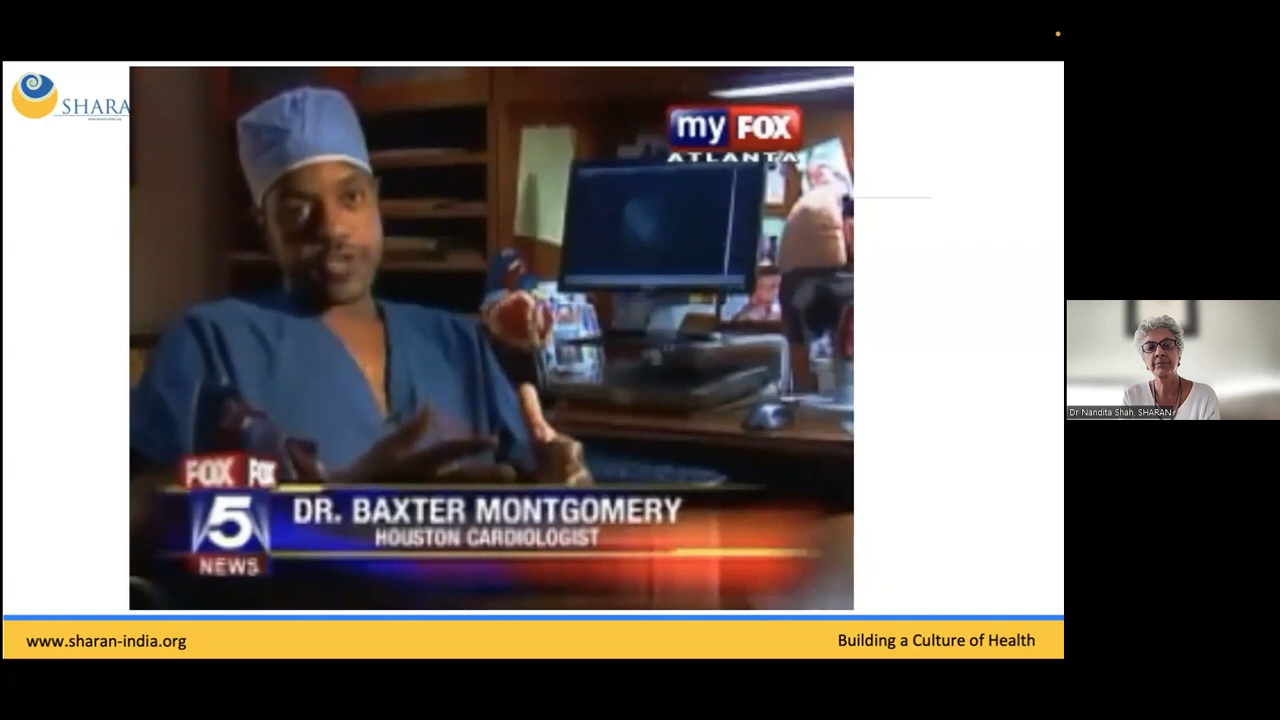 SHARA
my FOX
ATLANTA
FOX FOX
5
NEWS
DR. BAXTER MONTGOMERY
HOUSTON CARDIOLOGIST
Dr Nandita Shah, SHARAN
www.sharan-india.org
Building a Culture of Health